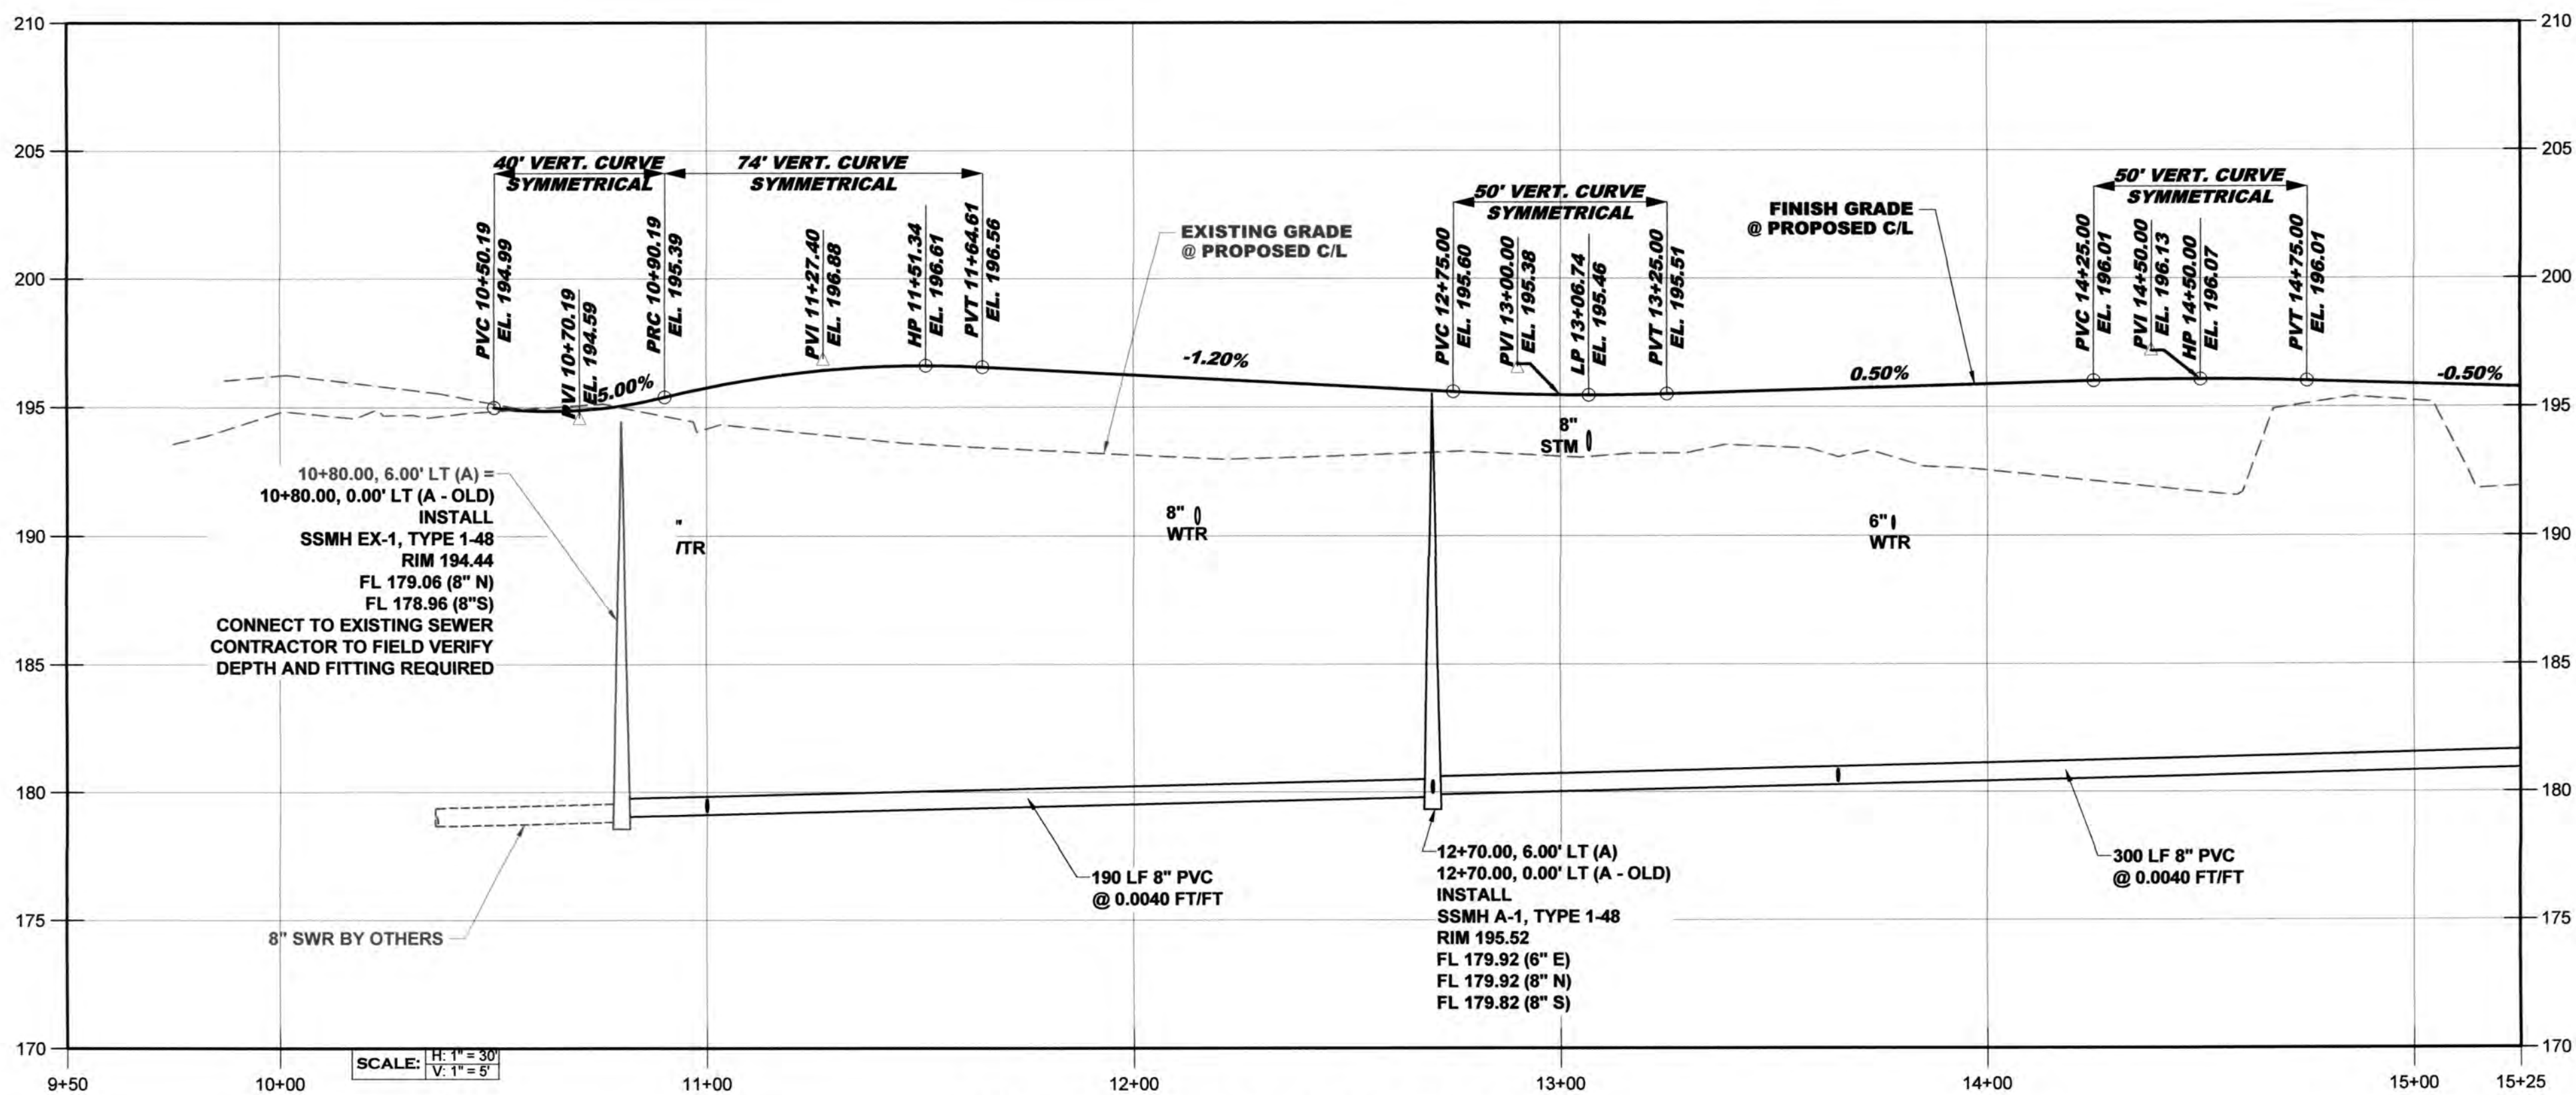 210
205
200
195
190
185
180
175
170
210
205
200
195
190
185
180
175
170
40' VERT. CURVE
SYMMETRICAL
74' VERT. CURVE
SYMMETRICAL
50' VERT. CURVE
SYMMETRICAL
50' VERT. CURVE
SYMMETRICAL
PVC 10+50.19
EL. 194.99
PVI 10+70.19
EL. 194.59
PRC 10+90.19
EL. 195.39
PVI 11+27.40
EL. 196.88
HP 11+51.34
EL. 196.61
PVT 11+64.61
EL. 196.56
EXISTING GRADE
@ PROPOSED C/L
PVC 12+75.00
EL. 195.60
PVI 13+00.00
EL. 195.38
LP 13+06.74
EL. 195.46
PVT 13+25.00
EL. 195.51
FINISH GRADE
@ PROPOSED C/L
PVC 14+25.00
EL. 196.01
PVI 14+50.00
EL. 196.13
HP 14+50.00
EL. 196.07
PVT 14+75.00
EL. 196.01
5.00%
-1.20%
0.50%
-0.50%
8"
STM
10+80.00, 6.00' LT (A) =
10+80.00, 0.00' LT (A - OLD)
INSTALL
SSMH EX-1, TYPE 1-48
RIM 194.44
FL 179.06 (8" N)
FL 178.96 (8"S)
CONNECT TO EXISTING SEWER
CONTRACTOR TO FIELD VERIFY
DEPTH AND FITTING REQUIRED
"
TR
8"
WTR
6"
WTR
8" SWR BY OTHERS
190 LF 8" PVC
@ 0.0040 FT/FT
12+70.00, 6.00' LT (A)
12+70.00, 0.00' LT (A - OLD)
INSTALL
SSMH A-1, TYPE 1-48
RIM 195.52
FL 179.92 (6" E)
FL 179.92 (8" N)
FL 179.82 (8" S)
300 LF 8" PVC
@ 0.0040 FT/FT
SCALE: H: 1" = 30'
V: 1" = 5'
9+50
10+00
11+00
12+00
13+00
14+00
15+00
15+25